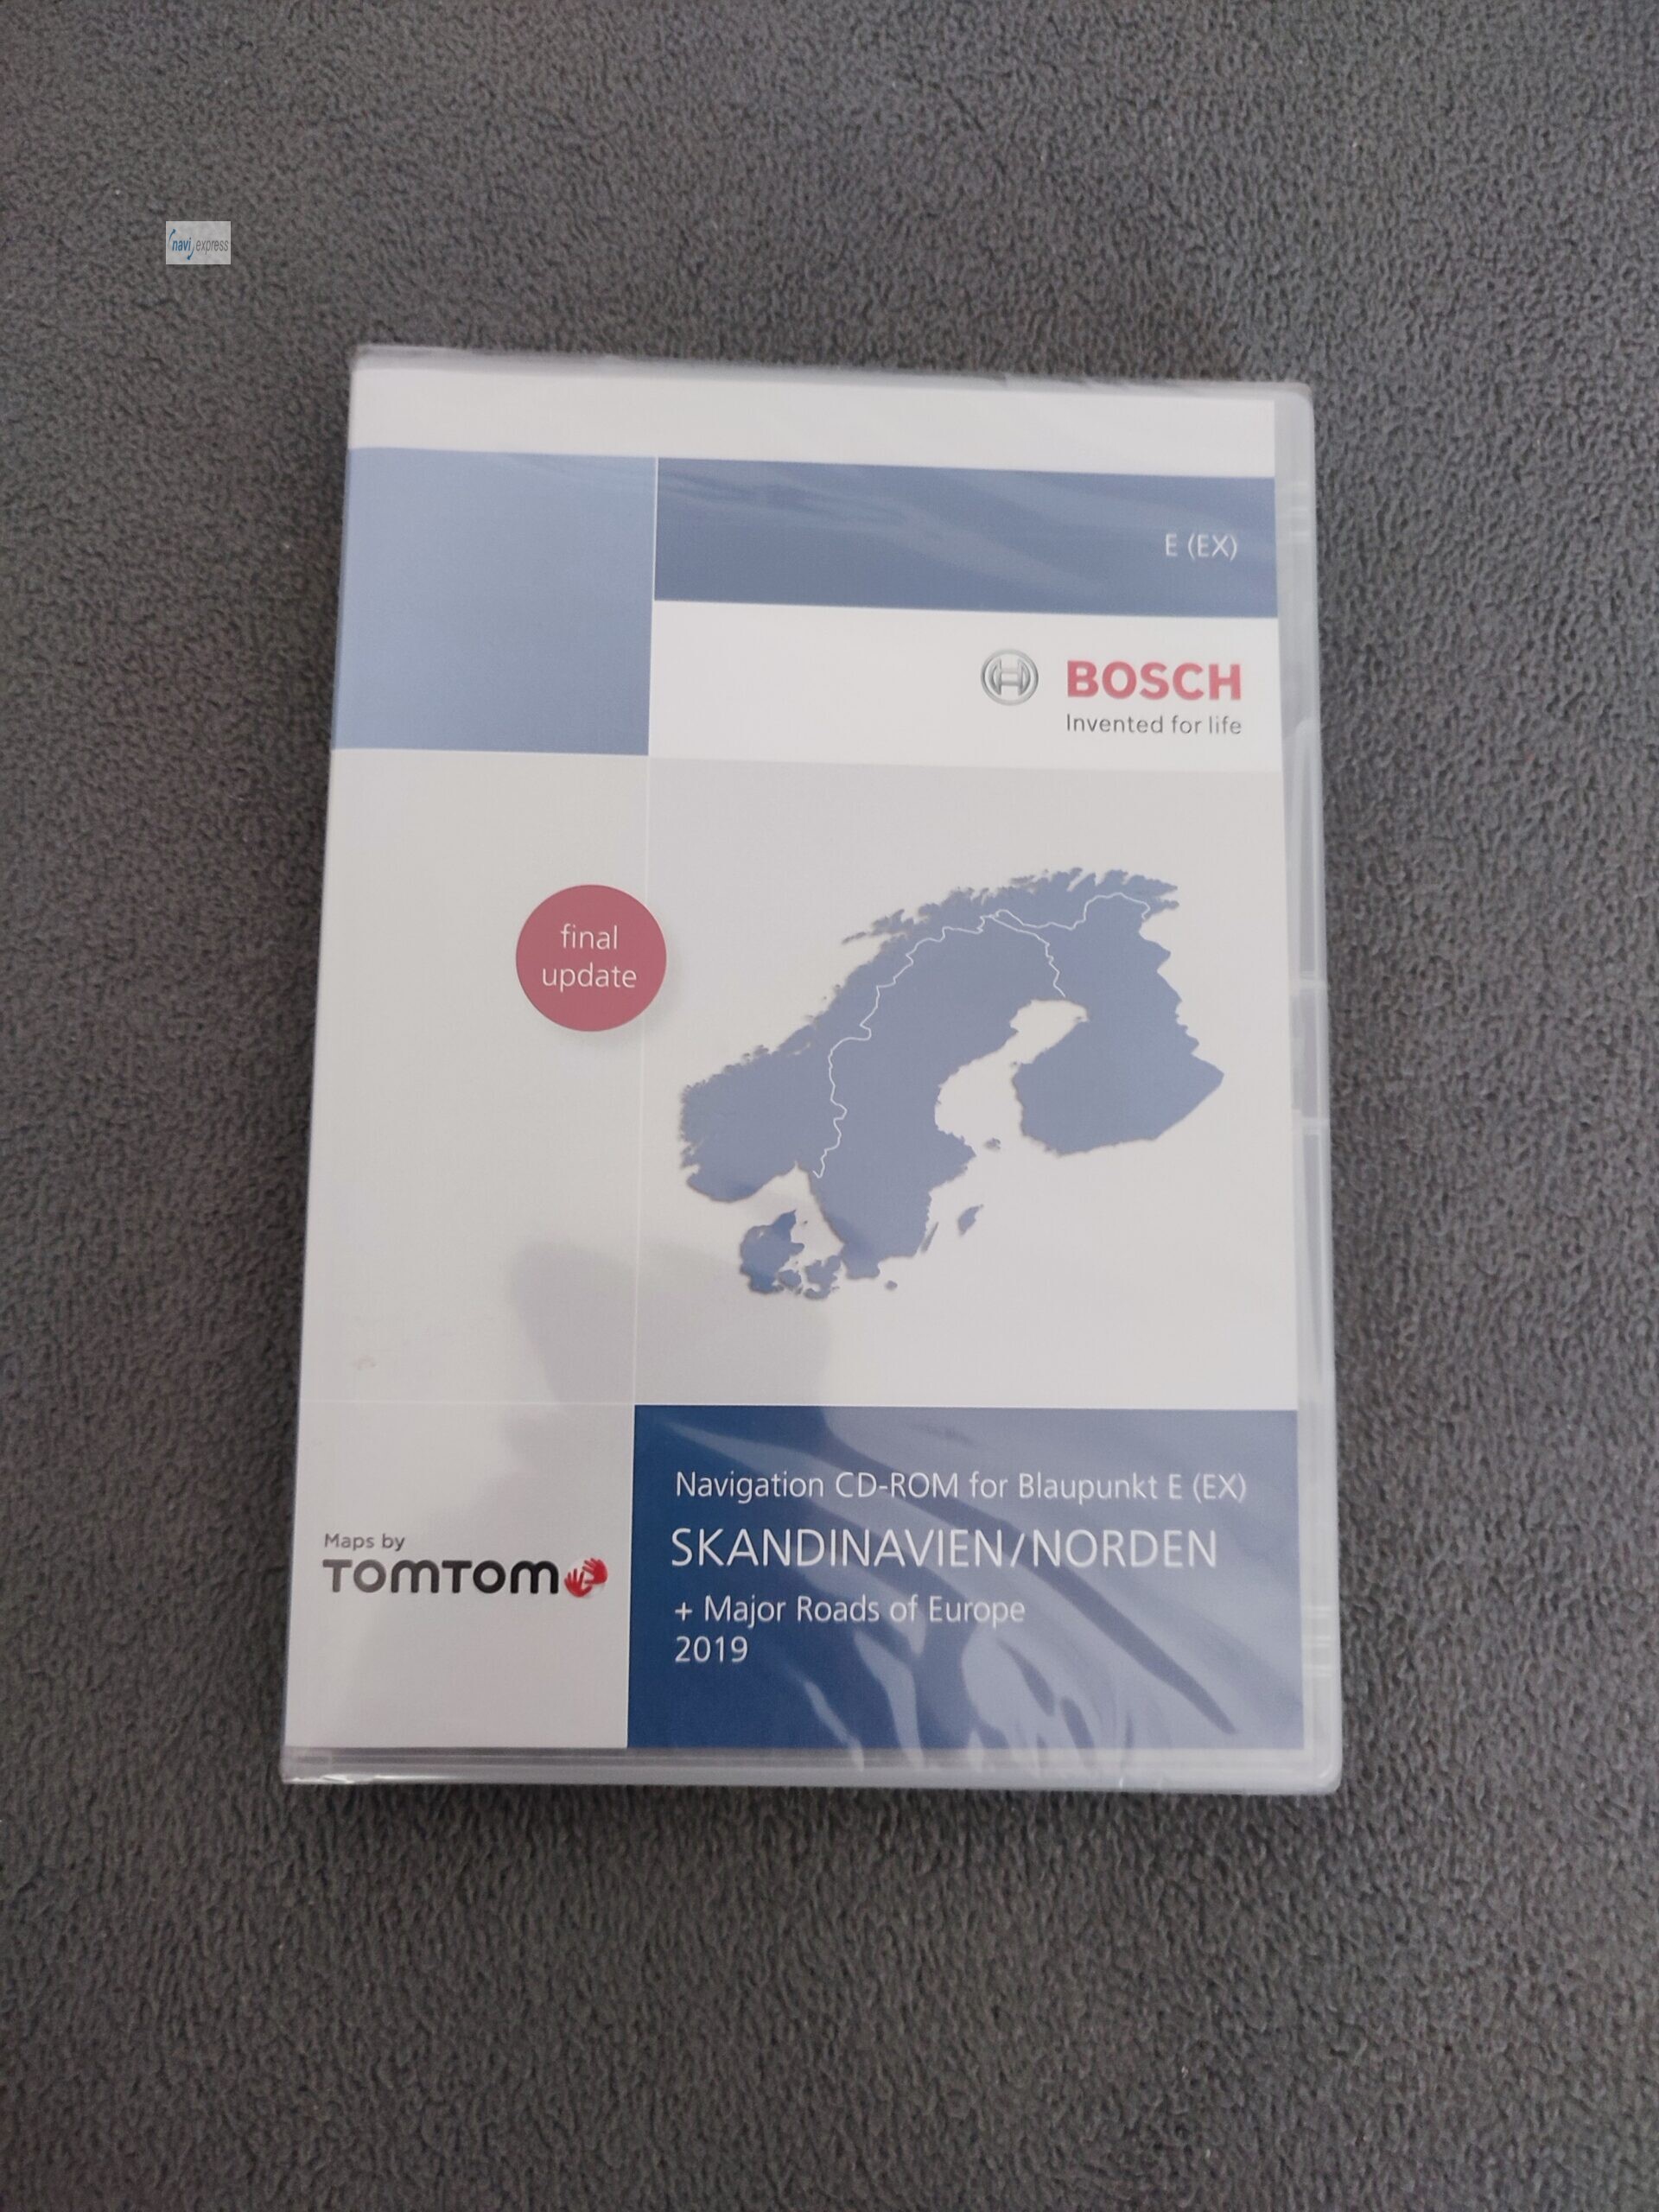 navi express
E (EX)
BOSCH
Invented for life
final
update
Navigation CD-ROM for Blaupunkt E (EX)
SKANDINAVIEN/NORDEN
+ Major Roads of Europe
2019
Maps by
TOMTOM